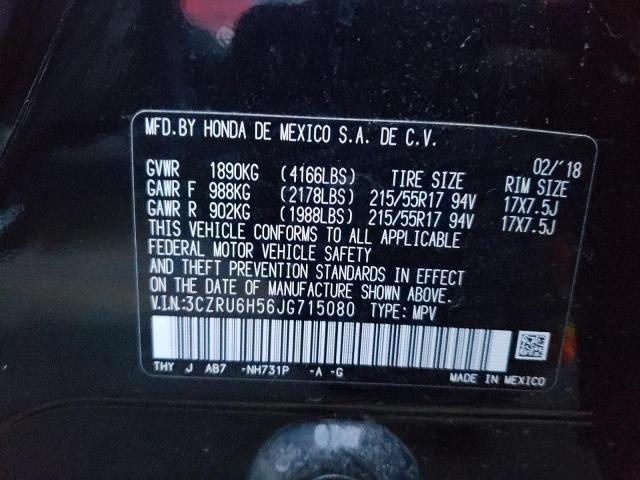 MFD.BY HONDA DE MEXICO S.A. DE C.V.
02/'18
GVWR 1890KG (4166LBS) TIRE SIZE RIM SIZE
GAWR F 988KG (2178LBS) 215/55R17 94V 17X7.5J
GAWR R 902KG (1988LBS) 215/55R17 94V 17X7.5J
THIS VEHICLE CONFORMS TO ALL APPLICABLE
FEDERAL MOTOR VEHICLE SAFETY
AND THEFT PREVENTION STANDARDS IN EFFECT
ON THE DATE OF MANUFACTURE SHOWN ABOVE.
V.I.N.:3CZRU6H56JG715080 TYPE: MPV
THY J AB7 -NH731P -A -G
MADE IN MEXICO